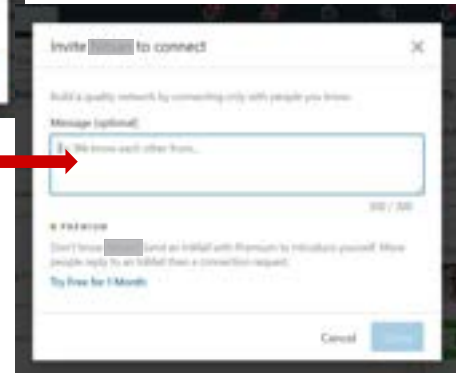 Invite to connect
Build a quality network by connecting only with people you know.
Message (optional)
We know each other from...
300 / 300
PREMIUM
Don't know send an InMail with Premium to introduce yourself. More
people reply to an InMail than a connection request.
Try Free for 1 Month
Cancel